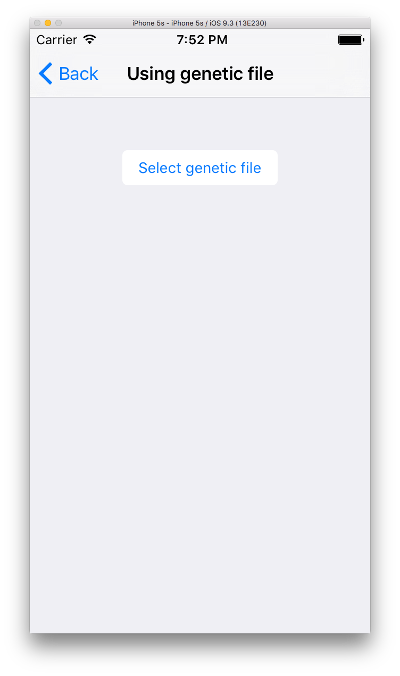 iPhone 5s - iPhone 5s / iOS 9.3 (13E230)
Carrier 7:52 PM
Back Using genetic file
Select genetic file